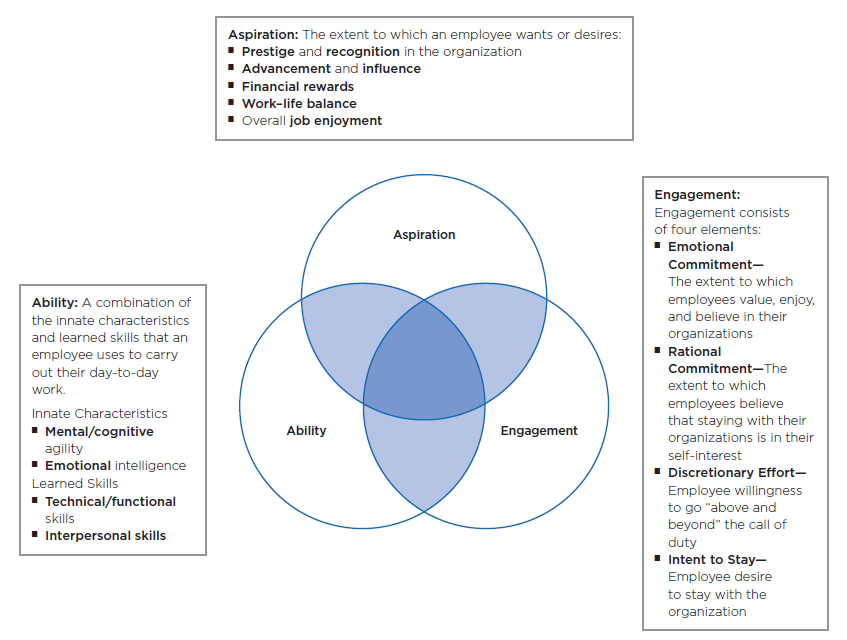 Aspiration: The extent to which an employee wants or desires:
▪ Prestige and recognition in the organization
▪ Advancement and influence
▪ Financial rewards
▪ Work–life balance
▪ Overall job enjoyment
Aspiration
Ability
Engagement
Ability: A combination of
the innate characteristics
and learned skills that an
employee uses to carry
out their day-to-day
work.
Innate Characteristics
▪ Mental/cognitive
agility
▪ Emotional intelligence
Learned Skills
▪ Technical/functional
skills
▪ Interpersonal skills
Engagement:
Engagement consists
of four elements:
▪ Emotional
Commitment—
The extent to which
employees value, enjoy,
and believe in their
organizations
▪ Rational
Commitment—The
extent to which
employees believe
that staying with their
organizations is in their
self-interest
▪ Discretionary Effort—
Employee willingness
to go “above and
beyond” the call of
duty
▪ Intent to Stay—
Employee desire
to stay with the
organization